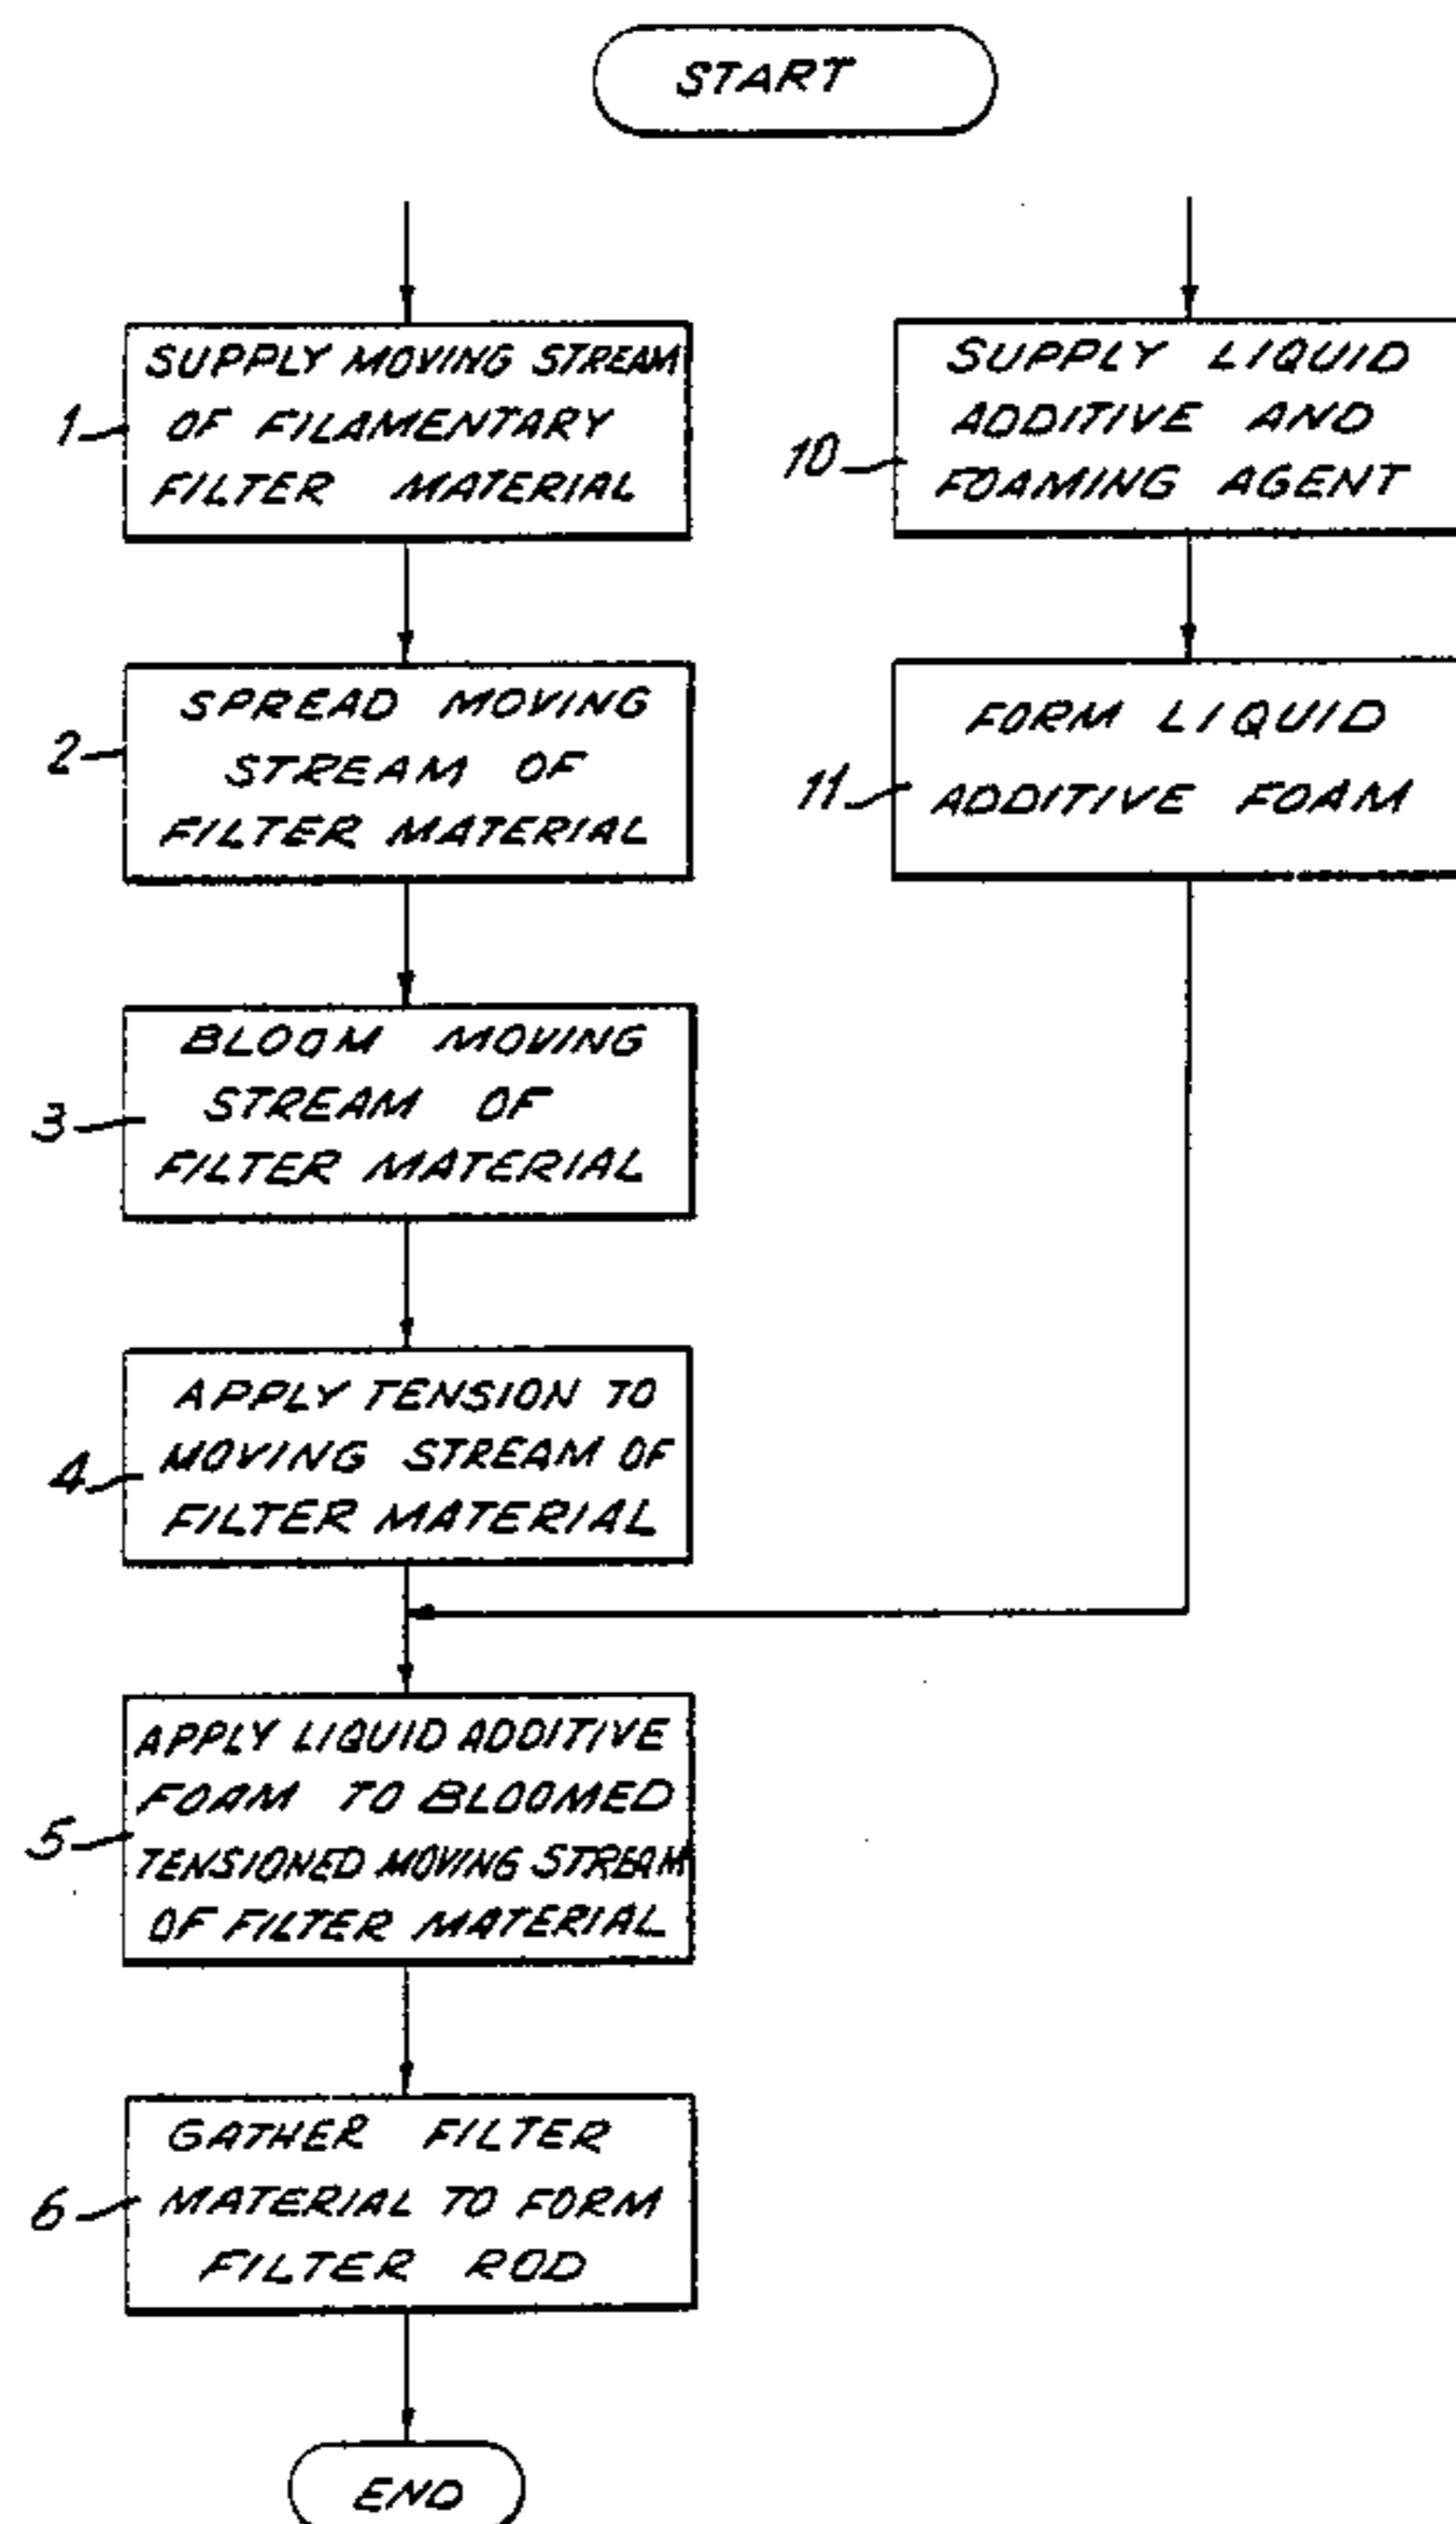 START
1
SUPPLY MOVING STREAM
OF FILAMENTARY
FILTER MATERIAL
2
SPREAD MOVING
STREAM OF
FILTER MATERIAL
3
BLOOM MOVING
STREAM OF
FILTER MATERIAL
4
APPLY TENSION TO
MOVING STREAM OF
FILTER MATERIAL
10
SUPPLY LIQUID
ADDITIVE AND
FOAMING AGENT
11
FORM LIQUID
ADDITIVE FOAM
5
APPLY LIQUID ADDITIVE
FOAM TO BLOOMED
TENSIONED MOVING STREAM
OF FILTER MATERIAL
6
GATHER FILTER
MATERIAL TO FORM
FILTER ROD
END